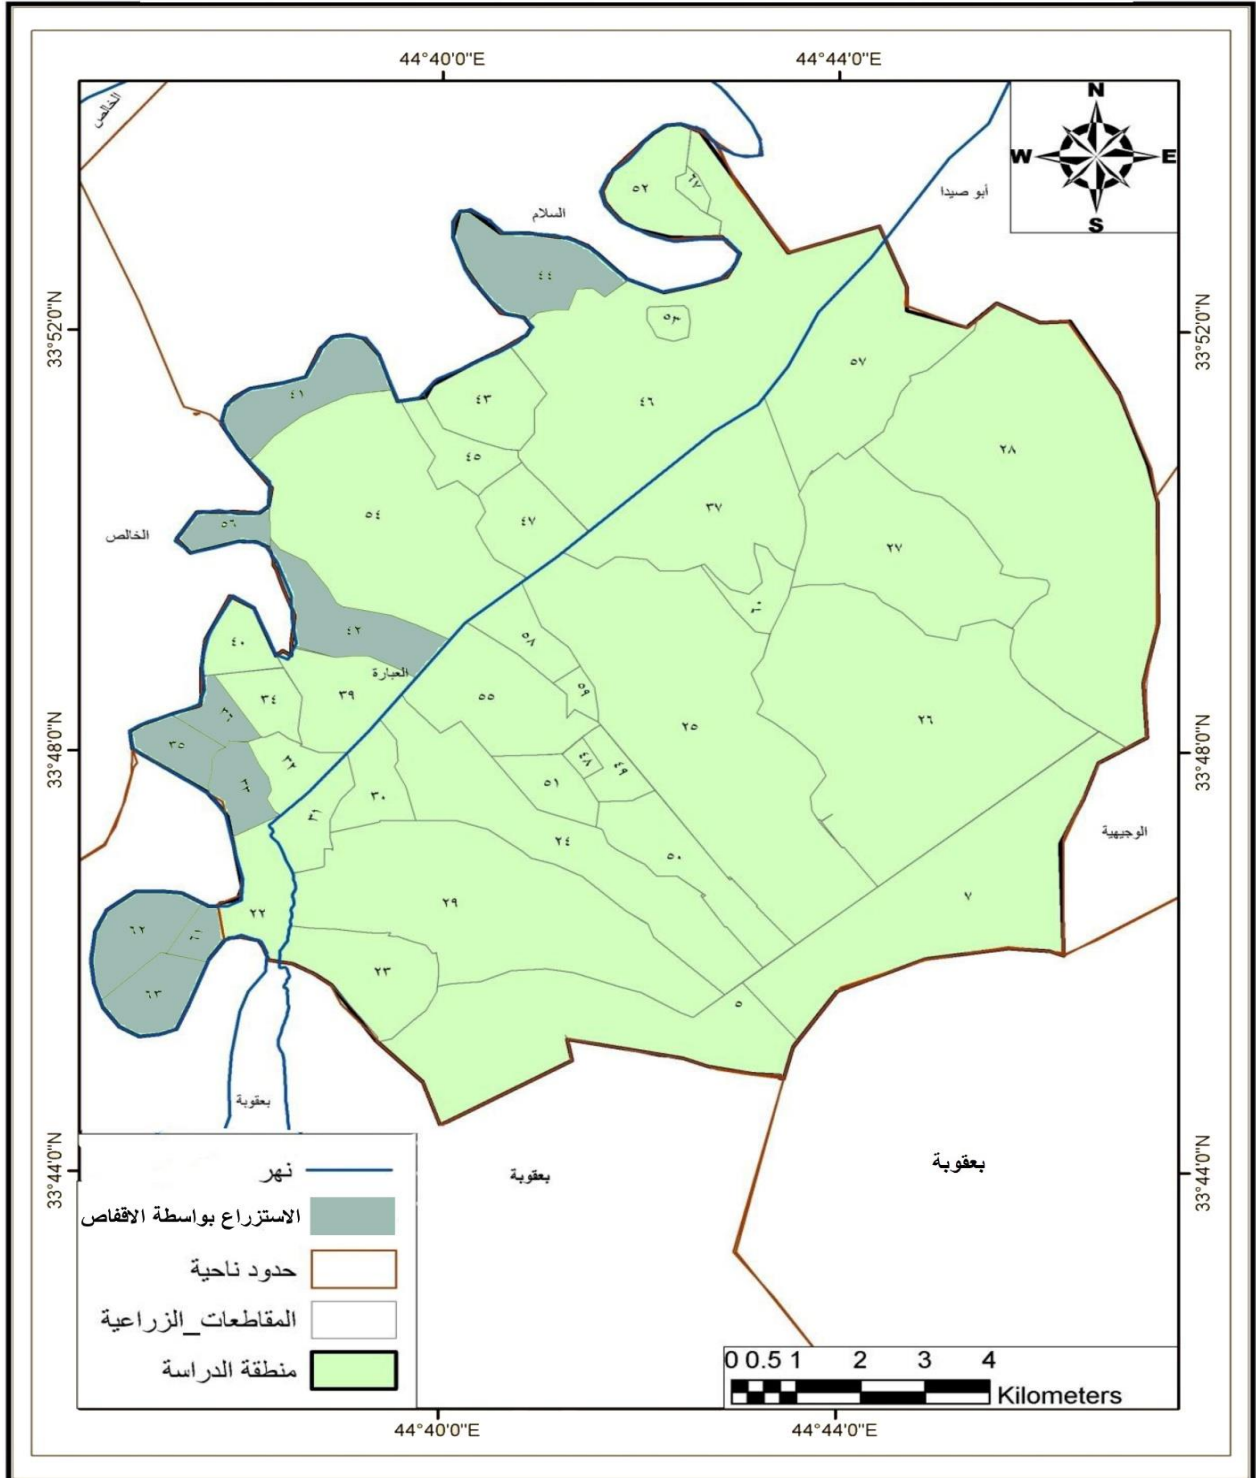 44°40'0"E
44°44'0"E
N
W
E
S
الخالص
أبو صيدا
السلام
٥٢
٦٧
٤٤
33°52'0"N
33°52'0"N
٥٣
٥٧
٤١
٤٣
٤٦
٢٨
٤٥
٥٤
٤٧
٣٧
الخالص
٥٦
٢٧
٦٠
٤٢
٥٨
٤٠
العبارة
٣٤
٣٩
٥٥
٥٩
٢٥
٢٦
٣٦
٣٥
33°48'0"N
33°48'0"N
٣٢
٤٨
٤٩
٥١
٣٠
٣١
الوجيهية
٢٤
٥٠
٧
٢٩
٢٢
٦٢
٦١
٢٣
٦٣
٥
بعقوبة
33°44'0"N
33°44'0"N
بعقوبة
بعقوبة
نهر
الاستزراع بواسطة الاقفاص
حدود ناحية
المقاطعات_الزراعية
منطقة الدراسة
0 0.5 1 2 3 4
Kilometers
44°40'0"E
44°44'0"E